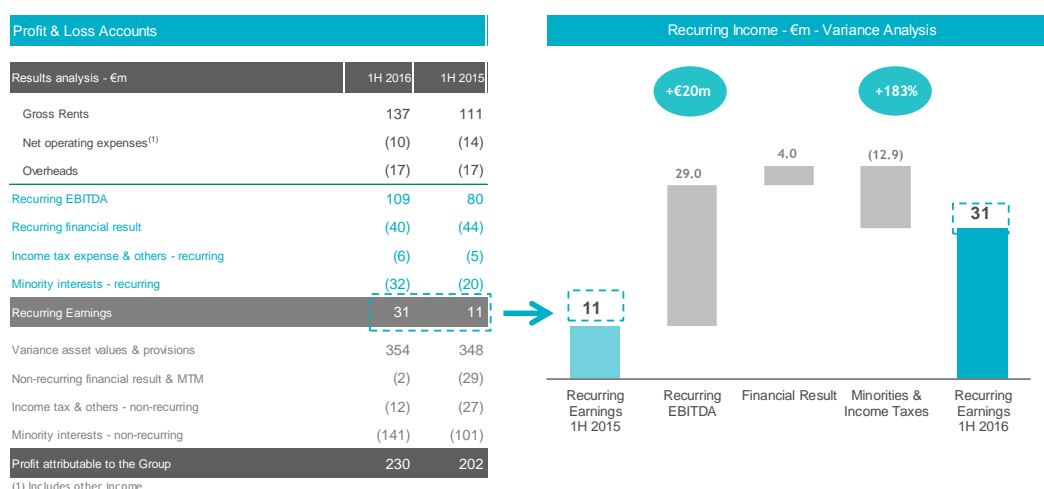 Profit & Loss Accounts
Results analysis - €m 1H 2016 1H 2015
Gross Rents 137 111
Net operating expenses(1) (10) (14)
Overheads (17) (17)
Recurring EBITDA 109 80
Recurring financial result (40) (44)
Income tax expense & others - recurring (6) (5)
Minority interests - recurring (32) (20)
Recurring Earnings 31 11
Variance asset values & provisions 354 348
Non-recurring financial result & MTM (2) (29)
Income tax & others - non-recurring (12) (27)
Minority interests - non-recurring (141) (101)
Profit attributable to the Group 230 202
(1) Includes other income
Recurring Income - €m - Variance Analysis
+€20m +183%
29.0 4.0 (12.9)
11 31
Recurring Earnings 1H 2015
Recurring EBITDA
Financial Result
Minorities & Income Taxes
Recurring Earnings 1H 2016